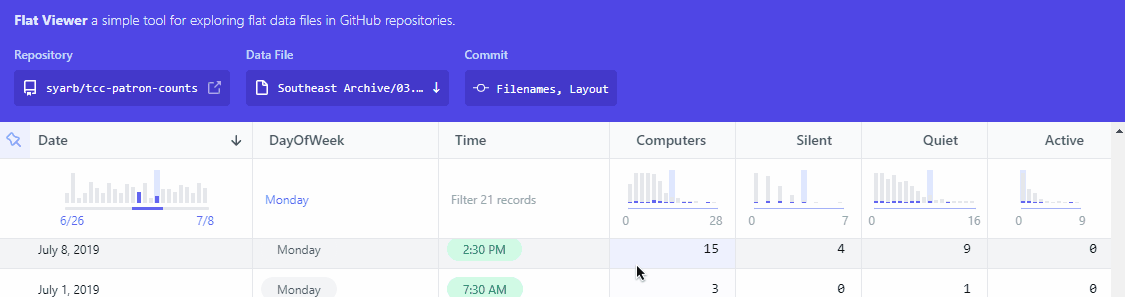 Flat Viewer a simple tool for exploring flat data files in GitHub repositories.
Repository Data File Commit
syarb/tcc-patron-counts Southeast Archive/03.… Filenames, Layout
Date DayOfWeek Time Computers Silent Quiet Active
Monday Filter 21 records
6/26 7/8 0 28 0 7 0 16 0 9
July 8, 2019 Monday 2:30 PM 15 4 9 0
July 1, 2019 Monday 7:30 AM 3 0 1 0